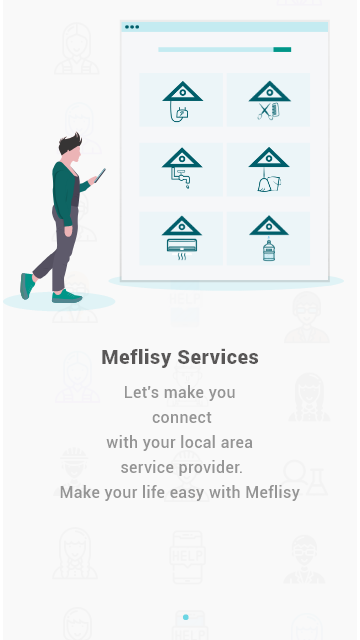 Meflisy Services
Let's make you
connect
with your local area
service provider.
Make your life easy with Meflisy